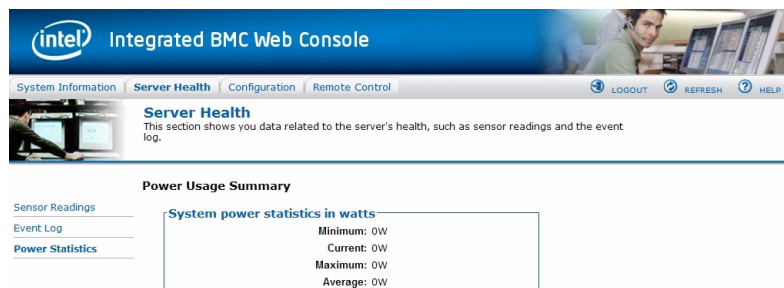 intel Integrated BMC Web Console
System Information Server Health Configuration Remote Control LOGOUT REFRESH HELP
Server Health
This section shows you data related to the server's health, such as sensor readings and the event
log.
Power Usage Summary
Sensor Readings
Event Log
Power Statistics
System power statistics in watts
Minimum: 0W
Current: 0W
Maximum: 0W
Average: 0W